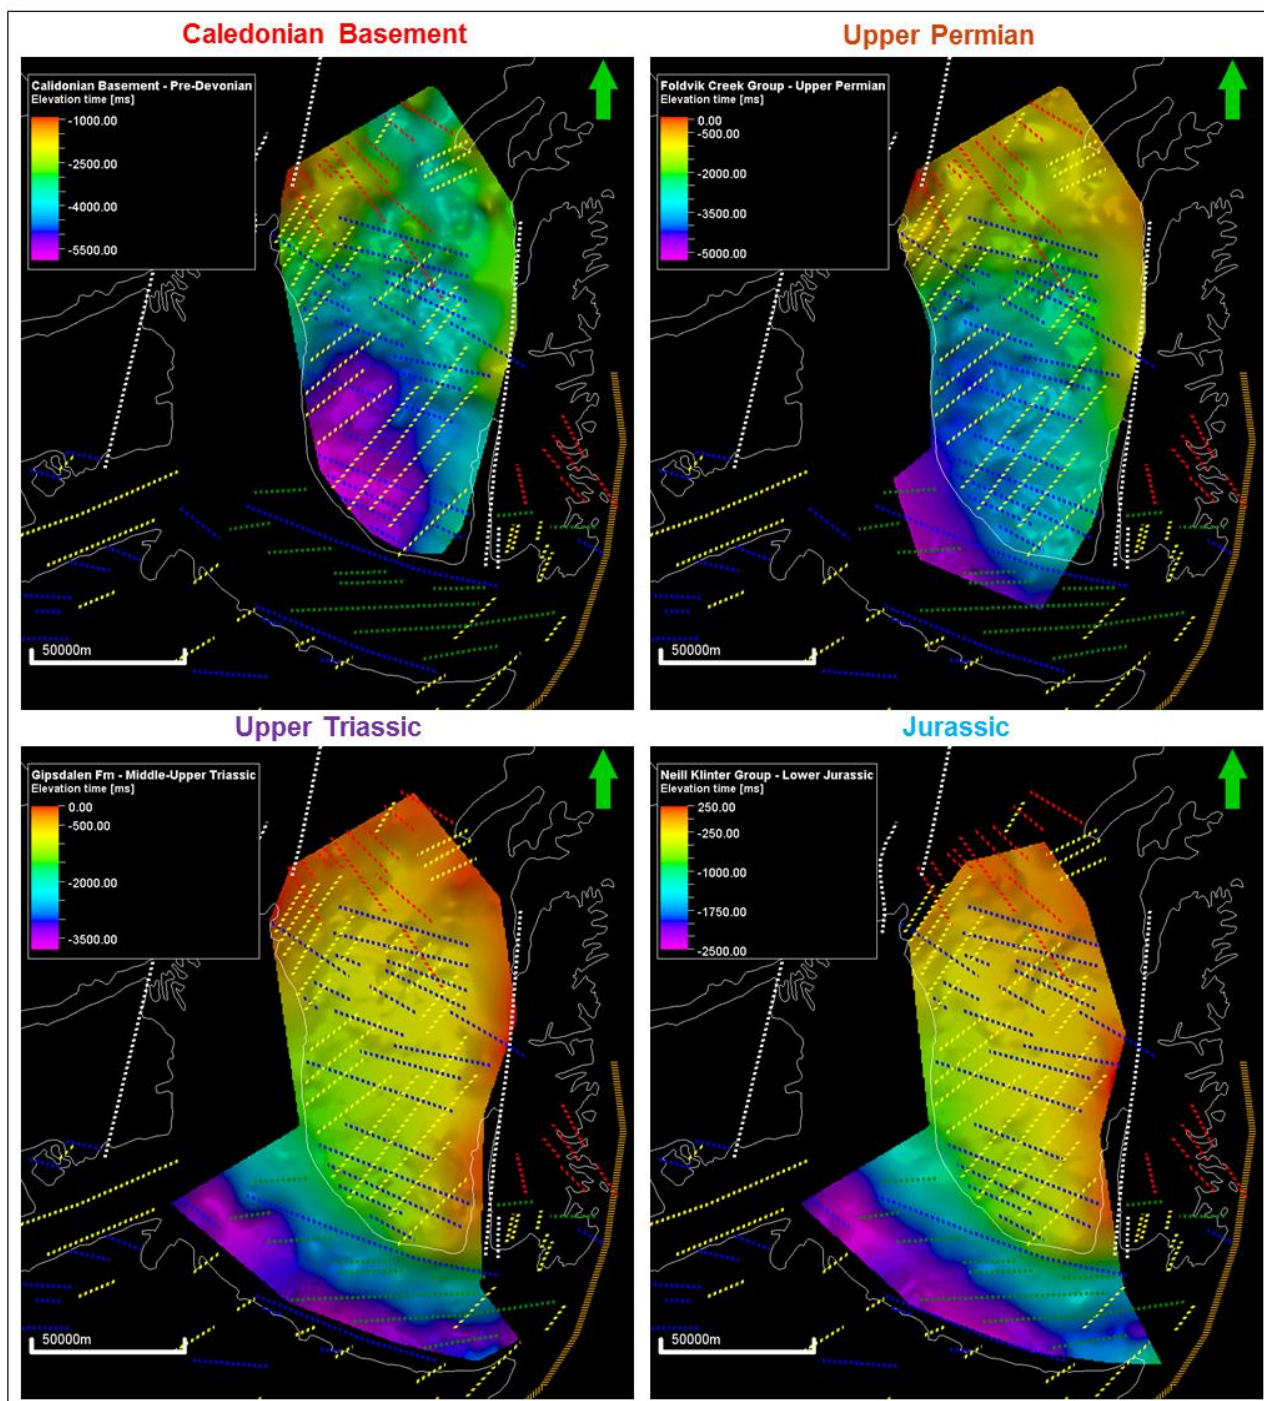 Caledonian Basement
Upper Permian
Calidonian Basement - Pre-Devonian
Elevation time [ms]
-1000.00
-2500.00
-4000.00
-5500.00
50000m
Foldvik Creek Group - Upper Permian
Elevation time [ms]
0.00
-500.00
-2000.00
-3500.00
-5000.00
50000m
Upper Triassic
Jurassic
Gipsdalen Fm - Middle-Upper Triassic
Elevation time [ms]
0.00
-500.00
-2000.00
-3500.00
50000m
Neill Klinter Group - Lower Jurassic
Elevation time [ms]
250.00
-250.00
-1000.00
-1750.00
-2500.00
50000m